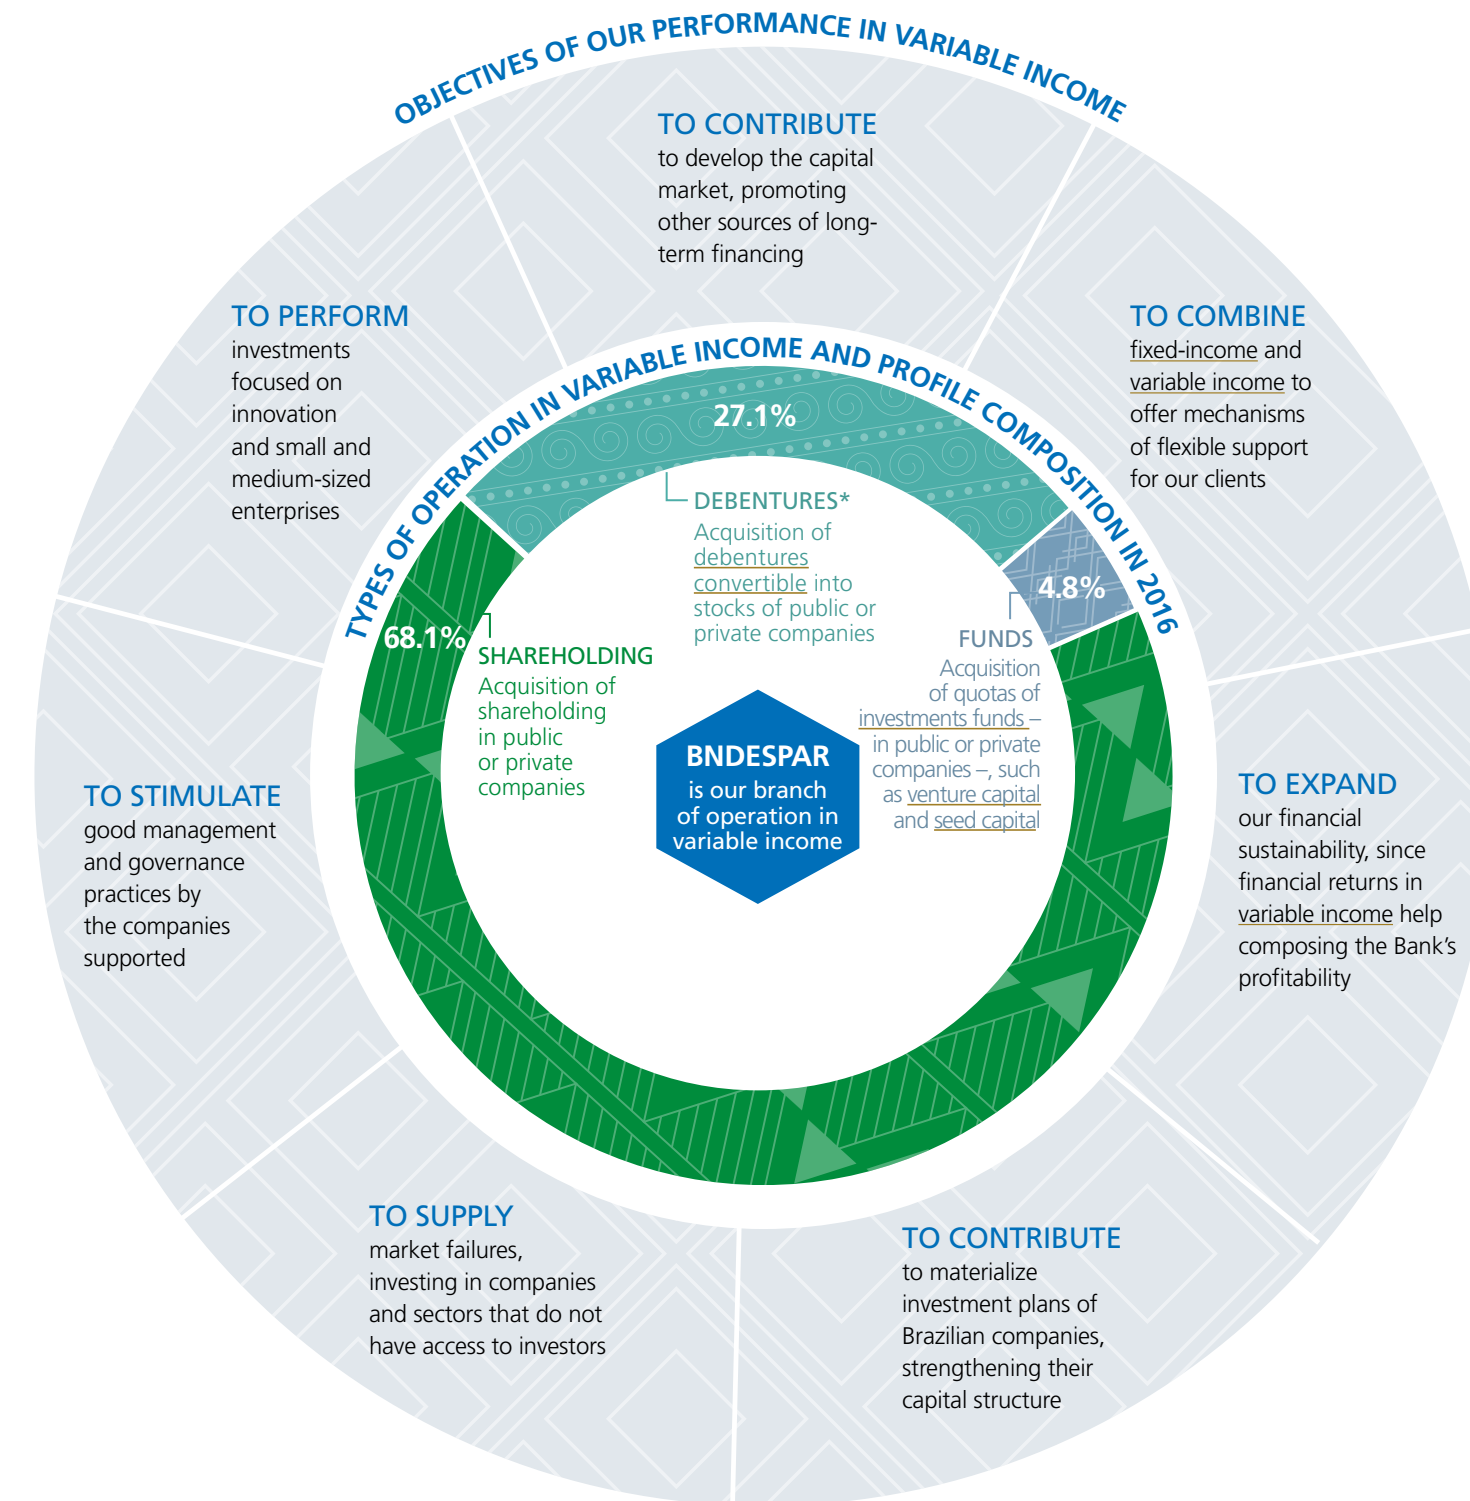 OBJECTIVES OF OUR PERFORMANCE IN VARIABLE INCOME
TO CONTRIBUTE
to develop the capital
market, promoting
other sources of long-
term financing
TO PERFORM
investments
focused on
innovation
and small and
medium-sized
enterprises
TO COMBINE
fixed-income and
variable income to
offer mechanisms
of flexible support
for our clients
TYPES OF OPERATION IN VARIABLE INCOME AND PROFILE COMPOSITION IN 2016
27.1%
DEBENTURES*
Acquisition of
debentures
convertible into
stocks of public or
private companies
4.8%
FUNDS
Acquisition
of quotas of
investments funds –
in public or private
companies –, such
as venture capital
and seed capital
68.1%
SHAREHOLDING
Acquisition of
shareholding
in public
or private
companies
BNDESPAR
is our branch
of operation in
variable income
TO STIMULATE
good management
and governance
practices by
the companies
supported
TO EXPAND
our financial
sustainability, since
financial returns in
variable income help
composing the Bank's
profitability
TO SUPPLY
market failures,
investing in companies
and sectors that do not
have access to investors
TO CONTRIBUTE
to materialize
investment plans of
Brazilian companies,
strengthening their
capital structure